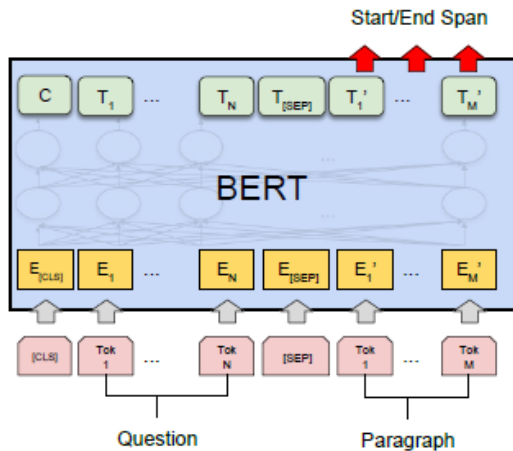 Start/End Span
C T1 ... TN T[SEP] T1' ... TM'
...
BERT
...
E[CLS] E1 ... EN E[SEP] E1' ... EM'
[CLS] Tok 1 ... Tok N [SEP] Tok 1 ... Tok M
Question Paragraph